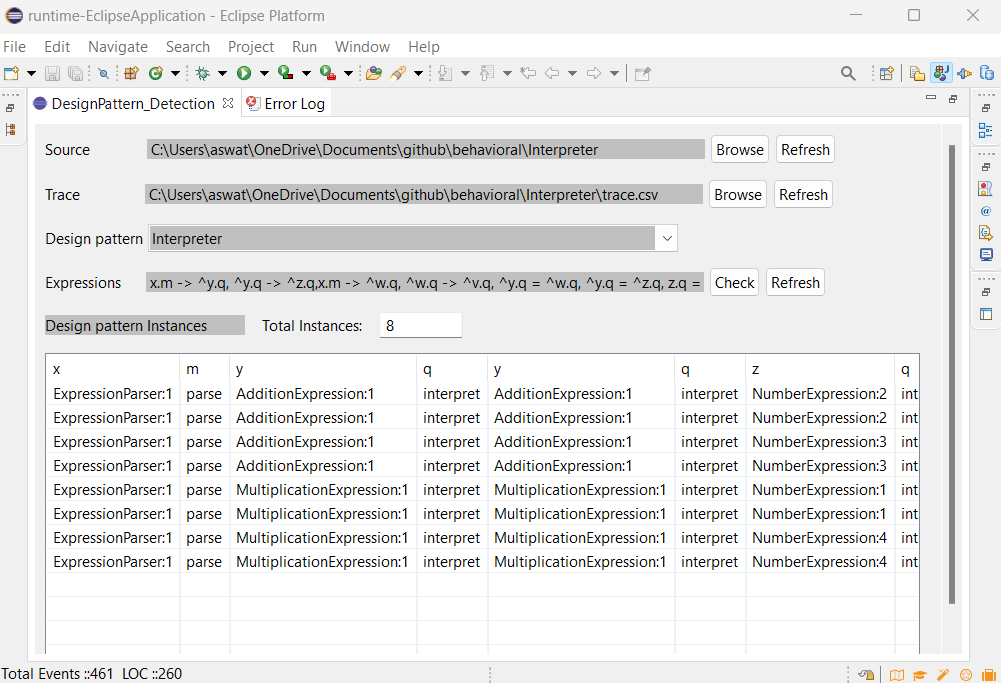 runtime-EclipseApplication - Eclipse Platform
File Edit Navigate Search Project Run Window Help
DesignPattern_Detection Error Log
Source C:\Users\aswat\OneDrive\Documents\github\behavioral\Interpreter Browse Refresh
Trace C:\Users\aswat\OneDrive\Documents\github\behavioral\Interpreter\trace.csv Browse Refresh
Design pattern Interpreter
Expressions x.m -> ^y.q, ^y.q -> ^z.q,x.m -> ^w.q, ^w.q -> ^v.q, ^y.q = ^w.q, ^y.q = ^z.q, z.q = Check Refresh
Design pattern Instances Total Instances: 8
x m y q y q z q
ExpressionParser:1 parse AdditionExpression:1 interpret AdditionExpression:1 interpret NumberExpression:2 int
ExpressionParser:1 parse AdditionExpression:1 interpret AdditionExpression:1 interpret NumberExpression:2 int
ExpressionParser:1 parse AdditionExpression:1 interpret AdditionExpression:1 interpret NumberExpression:3 int
ExpressionParser:1 parse AdditionExpression:1 interpret AdditionExpression:1 interpret NumberExpression:3 int
ExpressionParser:1 parse MultiplicationExpression:1 interpret MultiplicationExpression:1 interpret NumberExpression:1 int
ExpressionParser:1 parse MultiplicationExpression:1 interpret MultiplicationExpression:1 interpret NumberExpression:1 int
ExpressionParser:1 parse MultiplicationExpression:1 interpret MultiplicationExpression:1 interpret NumberExpression:4 int
ExpressionParser:1 parse MultiplicationExpression:1 interpret MultiplicationExpression:1 interpret NumberExpression:4 int
Total Events ::461 LOC ::260